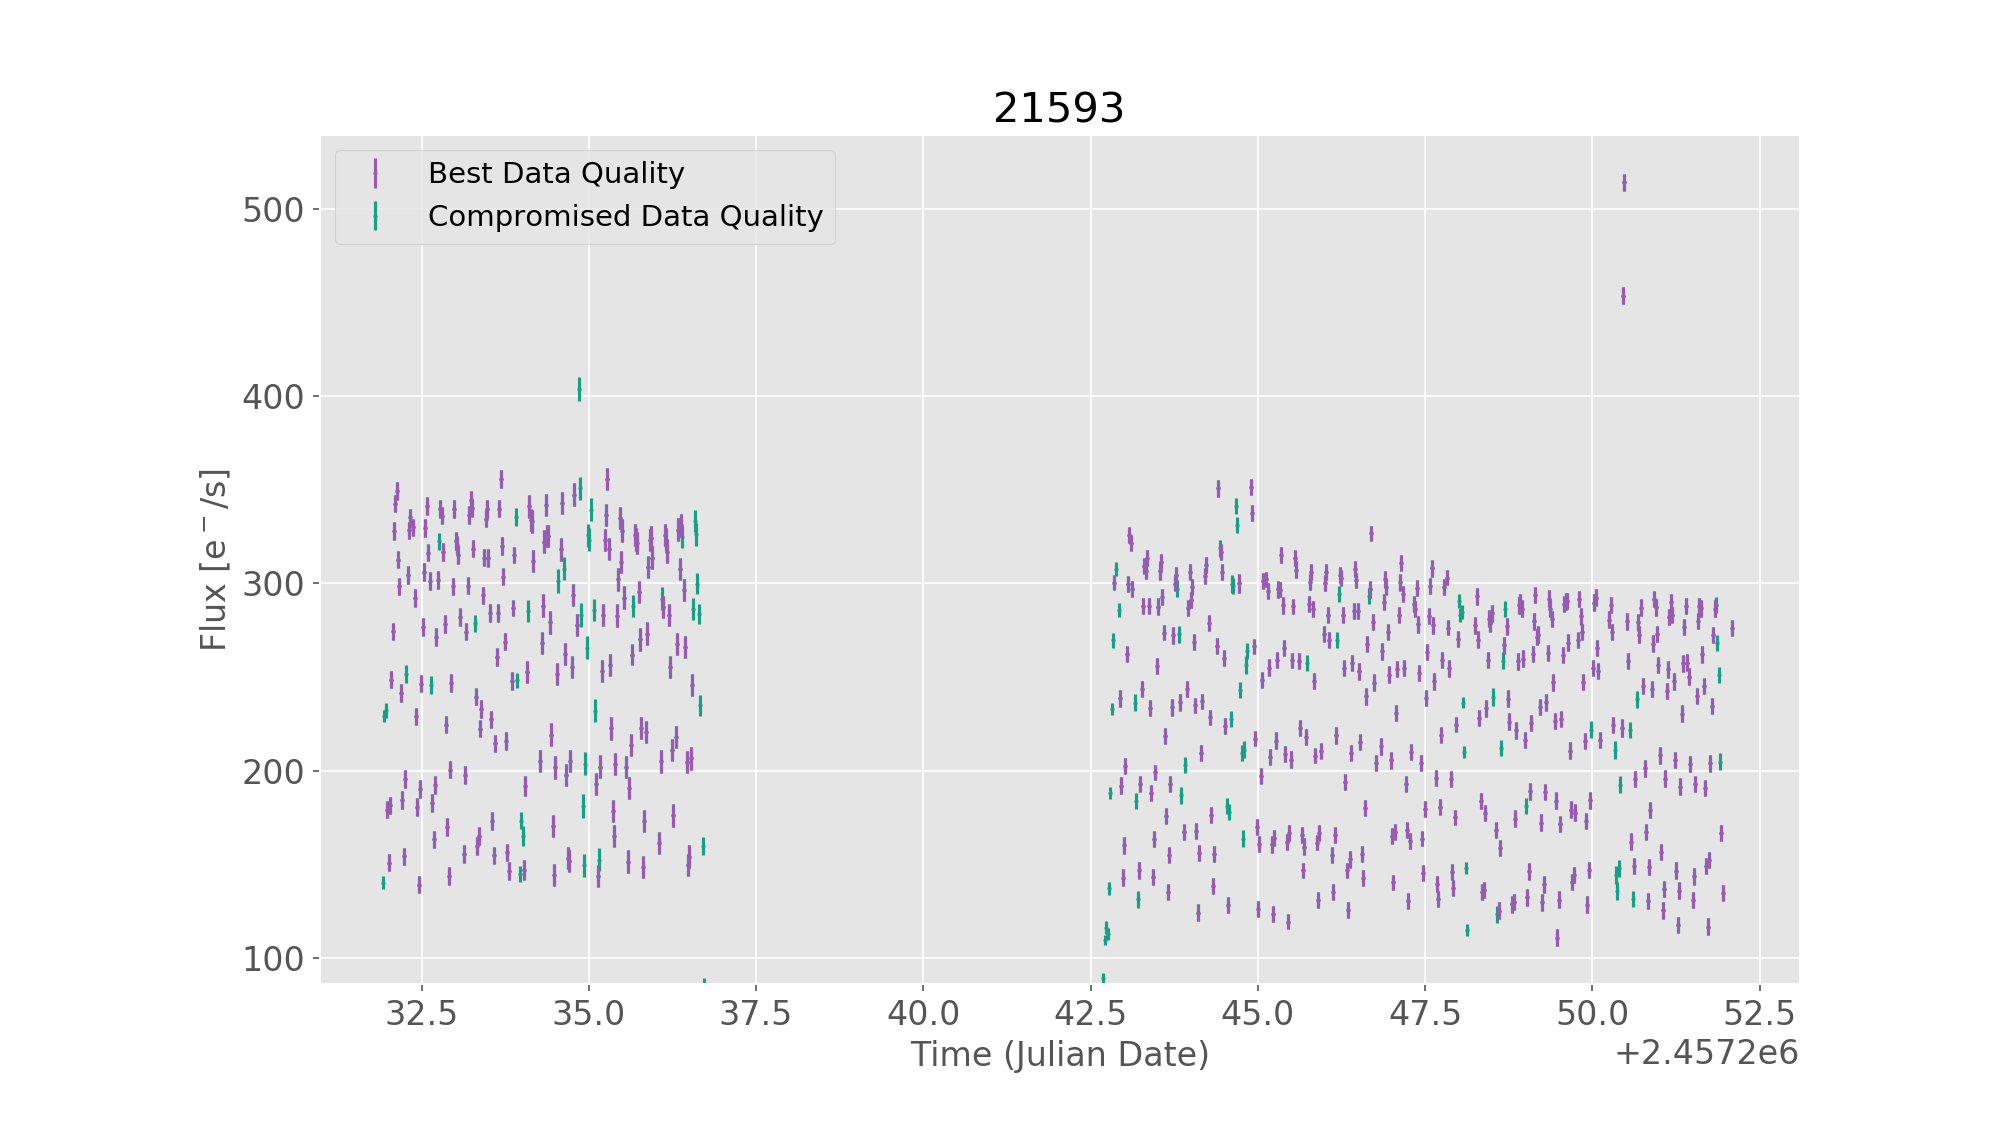 21593
Best Data Quality
Compromised Data Quality
Flux [e⁻/s]
500
400
300
200
100
32.5 35.0 37.5 40.0 42.5 45.0 47.5 50.0 52.5
Time (Julian Date)
+2.4572e6